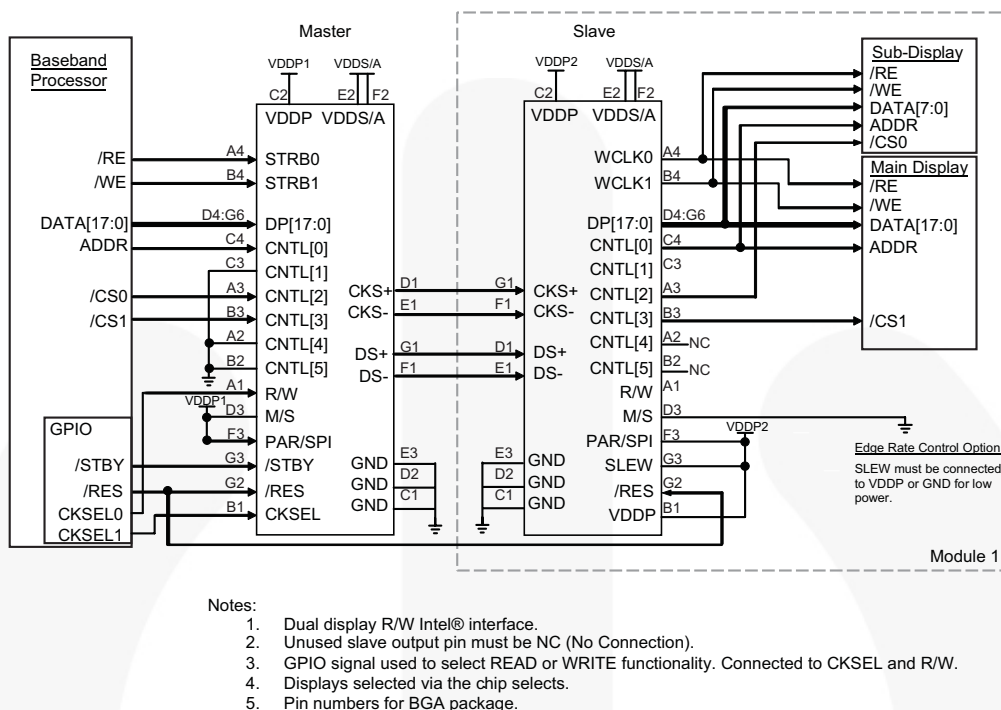 Master
Slave
Baseband
Processor
/RE
/WE
DATA[17:0]
ADDR
/CS0
/CS1
GPIO
/STBY
/RES
CKSEL0
CKSEL1
VDDP1
VDDS/A
C2
E2
F2
VDDP
VDDS/A
A4
STRB0
B4
STRB1
D4:G6
DP[17:0]
C4
CNTL[0]
C3
CNTL[1]
A3
CNTL[2]
B3
CNTL[3]
A2
CNTL[4]
B2
CNTL[5]
A1
R/W
VDDP1
D3
M/S
F3
PAR/SPI
G3
/STBY
G2
/RES
B1
CKSEL
CKS+
D1
CKS-
E1
DS+
G1
DS-
F1
GND
E3
GND
D2
GND
C1
VDDP2
VDDS/A
C2
E2
F2
VDDP
VDDS/A
G1
CKS+
F1
CKS-
D1
DS+
E1
DS-
E3
GND
D2
GND
C1
GND
WCLK0
A4
WCLK1
B4
DP[17:0]
D4:G6
CNTL[0]
C4
CNTL[1]
C3
CNTL[2]
A3
CNTL[3]
B3
CNTL[4]
A2
NC
CNTL[5]
B2
NC
R/W
A1
M/S
D3
PAR/SPI
F3
VDDP2
SLEW
G3
/RES
G2
VDDP
B1
Sub-Display
/RE
/WE
DATA[7:0]
ADDR
/CS0
Main Display
/RE
/WE
DATA[17:0]
ADDR
/CS1
Edge Rate Control Option
SLEW must be connected
to VDDP or GND for low
power.
Module 1
Notes:
1. Dual display R/W Intel® interface.
2. Unused slave output pin must be NC (No Connection).
3. GPIO signal used to select READ or WRITE functionality. Connected to CKSEL and R/W.
4. Displays selected via the chip selects.
5. Pin numbers for BGA package.